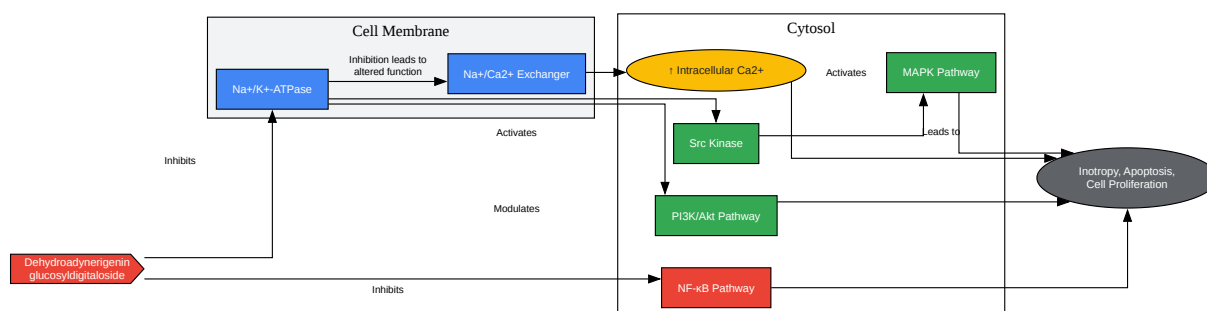 Cell Membrane
Cytosol
Inhibition leads to
altered function
Na+/K+-ATPase
Na+/Ca2+ Exchanger
↑ Intracellular Ca2+
Activates
MAPK Pathway
Activates
Src Kinase
Leads to
Inhibits
Inotropy, Apoptosis,
Cell Proliferation
Modulates
PI3K/Akt Pathway
Dehydroadynerigenin
glucosyldigitaloside
Inhibits
NF-κB Pathway